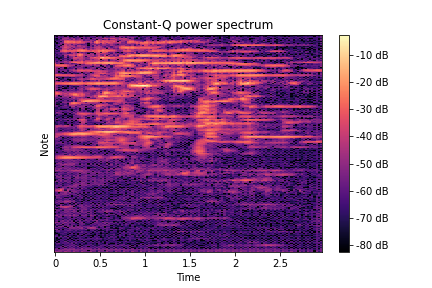 Constant-Q power spectrum
Note
-10 dB
-20 dB
-30 dB
-40 dB
-50 dB
-60 dB
-70 dB
-80 dB
0
0.5
1
1.5
2
2.5
Time